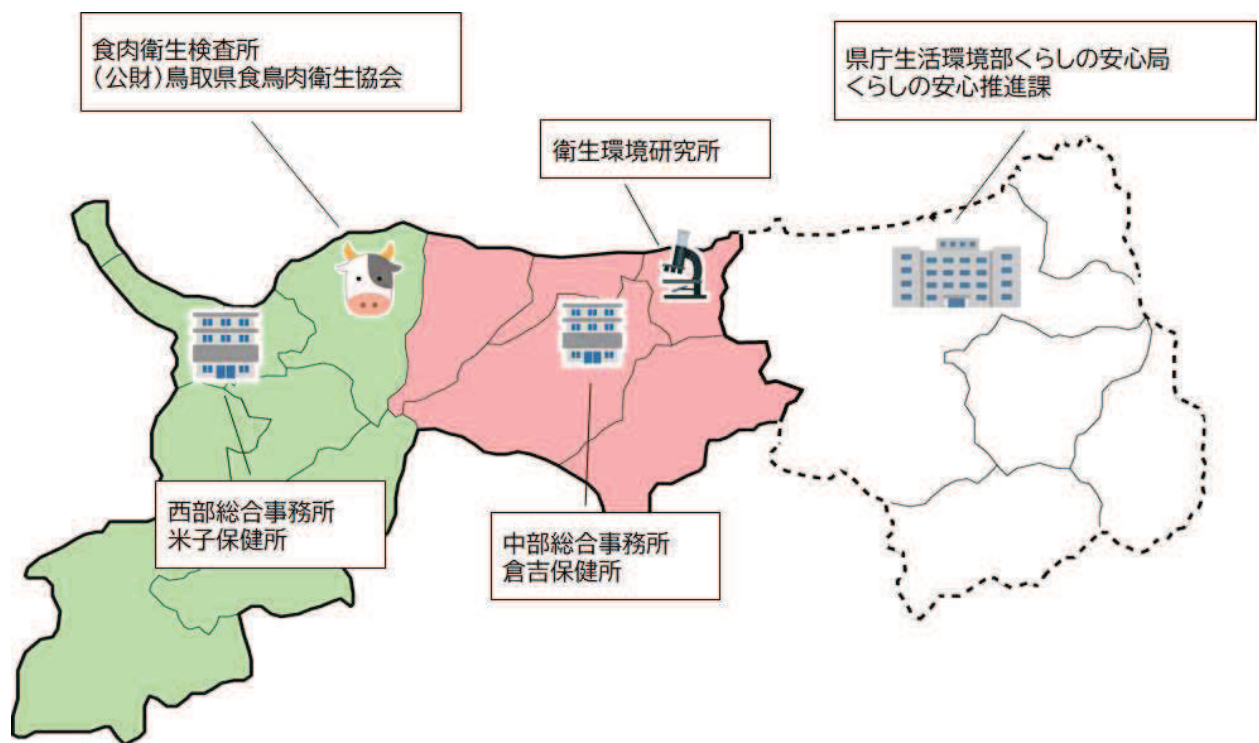 食肉衛生検査所
（公財）鳥取県食鳥肉衛生協会
衛生環境研究所
県庁生活環境部くらしの安心局
くらしの安心推進課
西部総合事務所
米子保健所
中部総合事務所
倉吉保健所